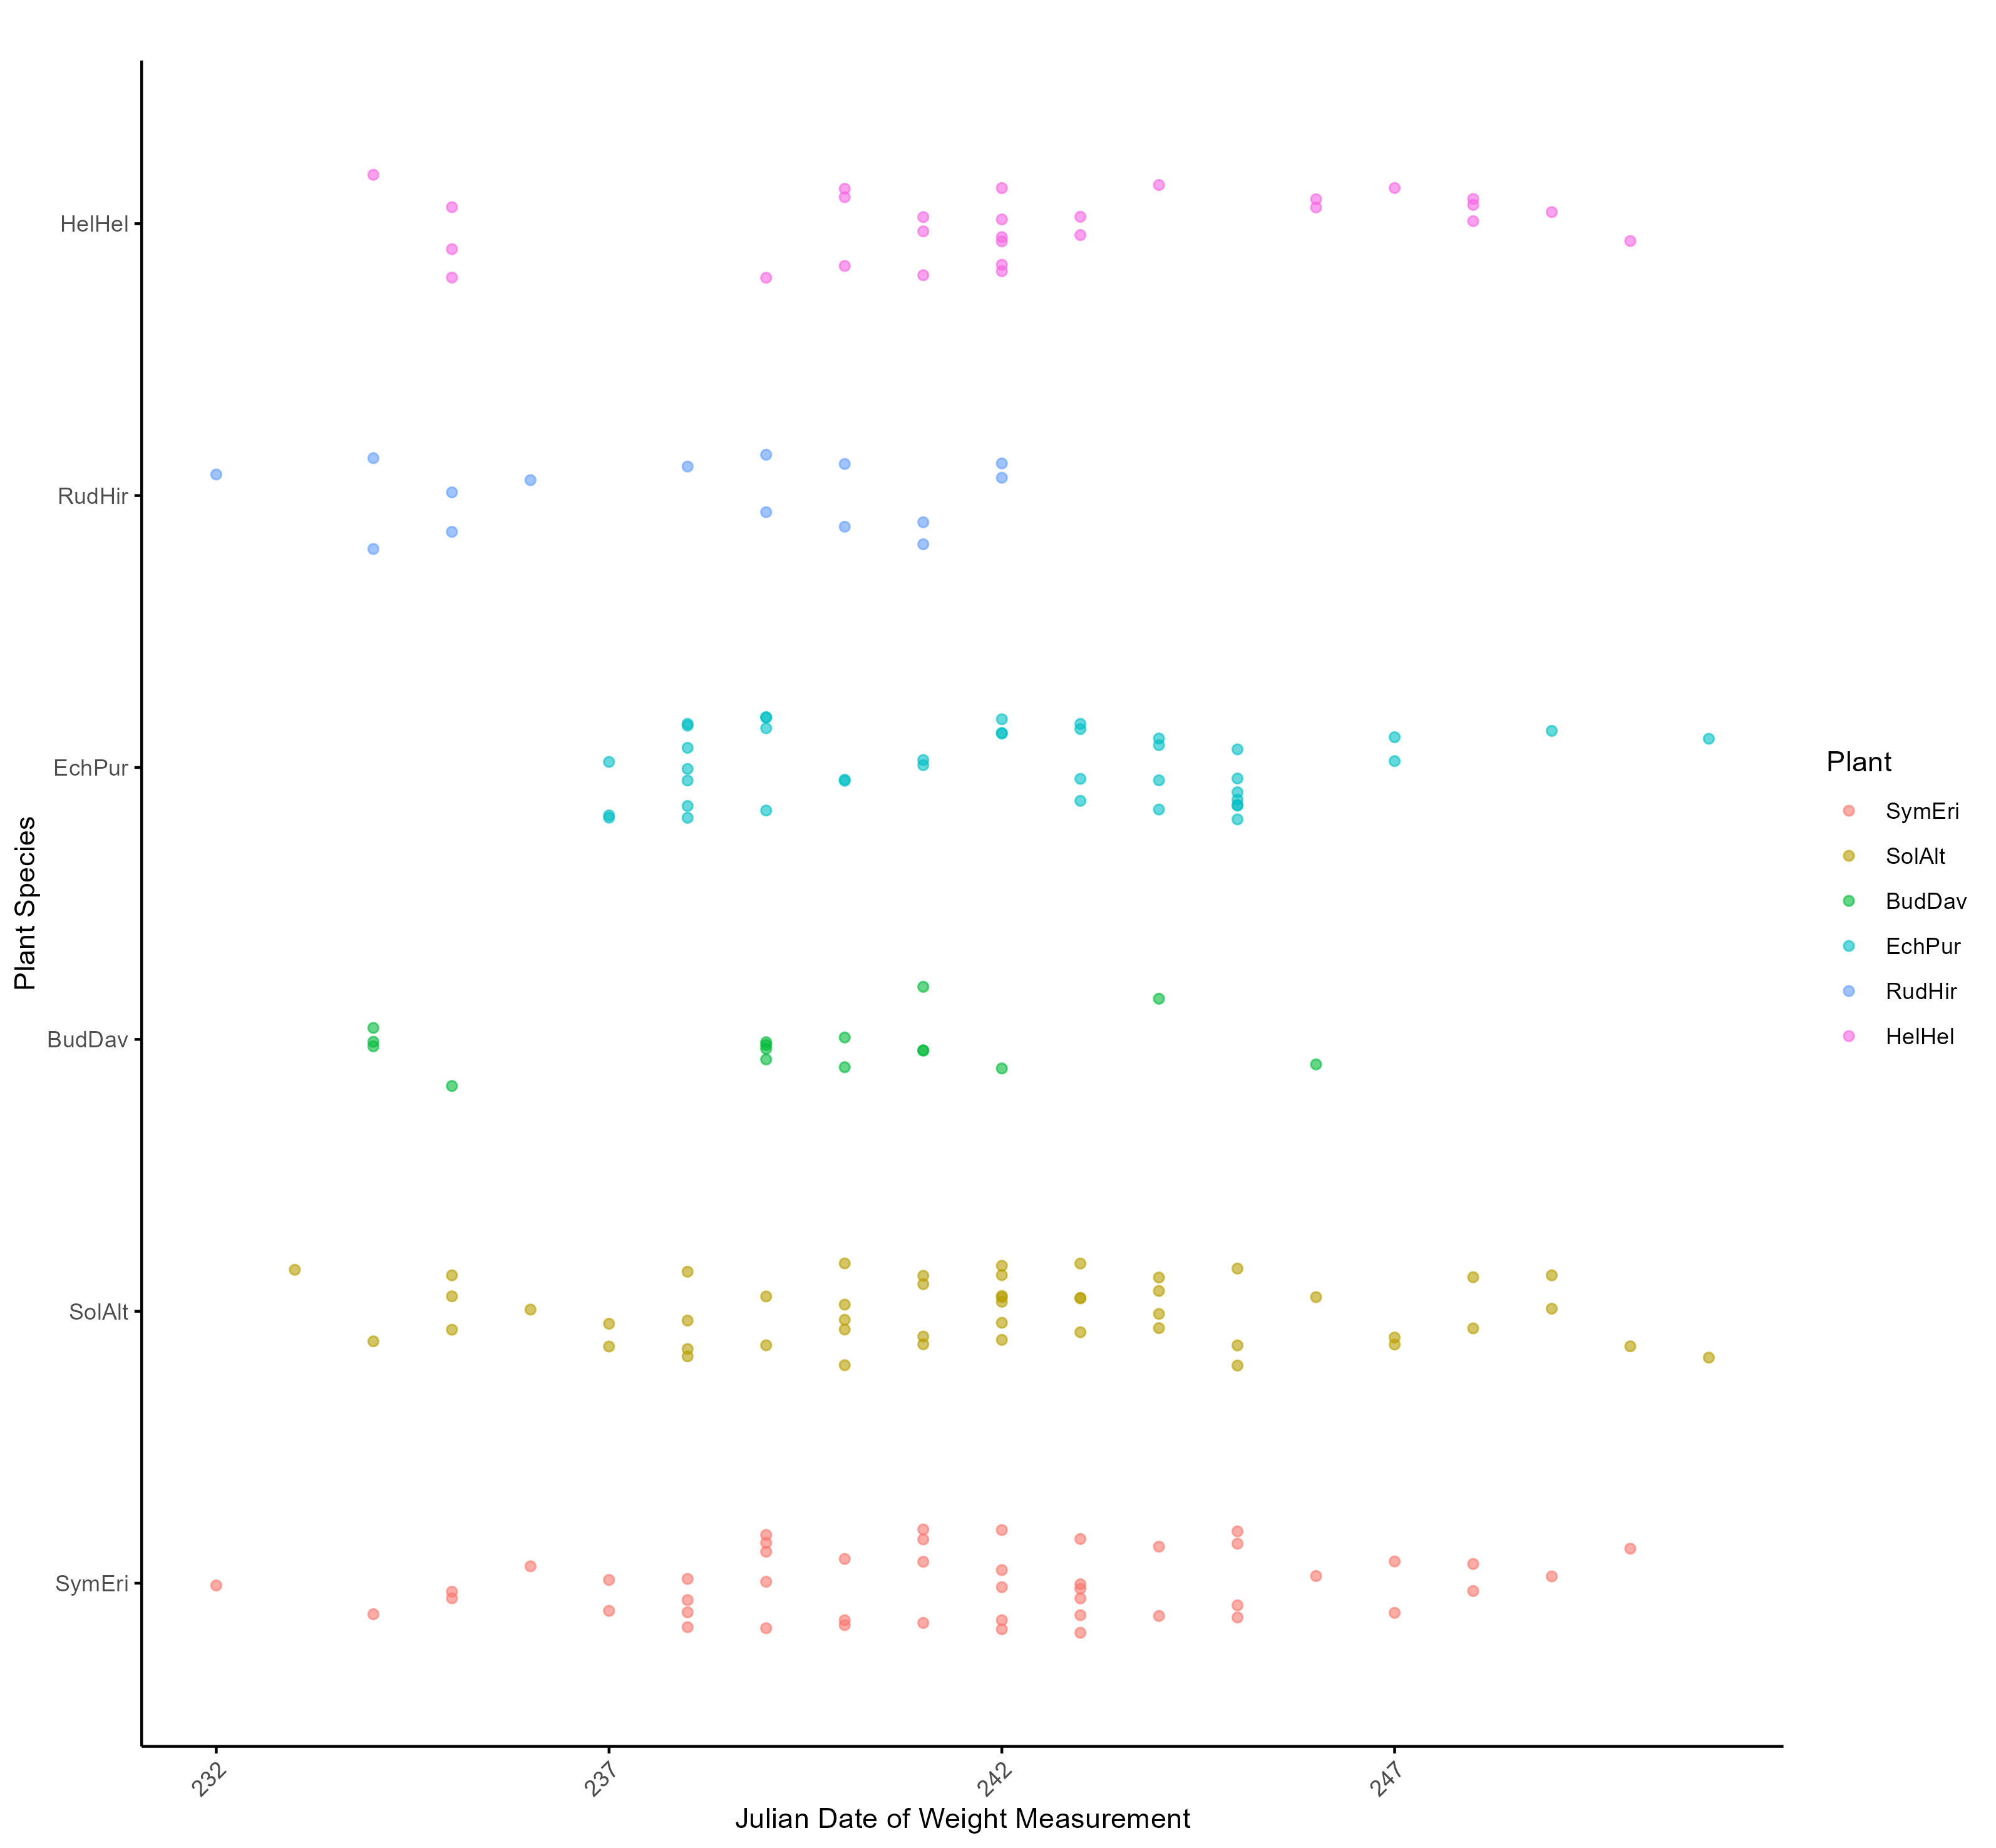 HelHel
RudHir
EchPur
BudDav
SolAlt
SymEri
Plant Species
232
237
242
247
Julian Date of Weight Measurement
Plant
SymEri
SolAlt
BudDav
EchPur
RudHir
HelHel